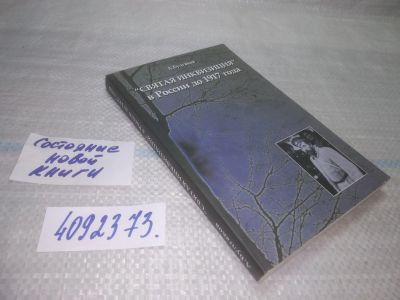 "СВЯТАЯ ИНКВИЗИЦИЯ"
в России до 1917 года
Состояние
новой
книги
4092373.